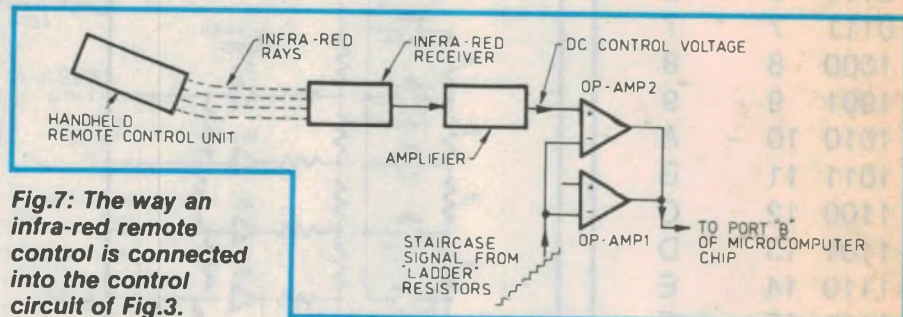 INFRA-RED
RAYS
INFRA-RED
RECEIVER
DC CONTROL VOLTAGE
OP-AMP2
+
-
HANDHELD
REMOTE CONTROL UNIT
AMPLIFIER
+
-
OP-AMP1
STAIRCASE
SIGNAL FROM
"LADDER"
RESISTORS
TO PORT "B"
OF MICROCOMPUTER
CHIP
Fig.7: The way an
infra-red remote
control is connected
into the control
circuit of Fig.3.